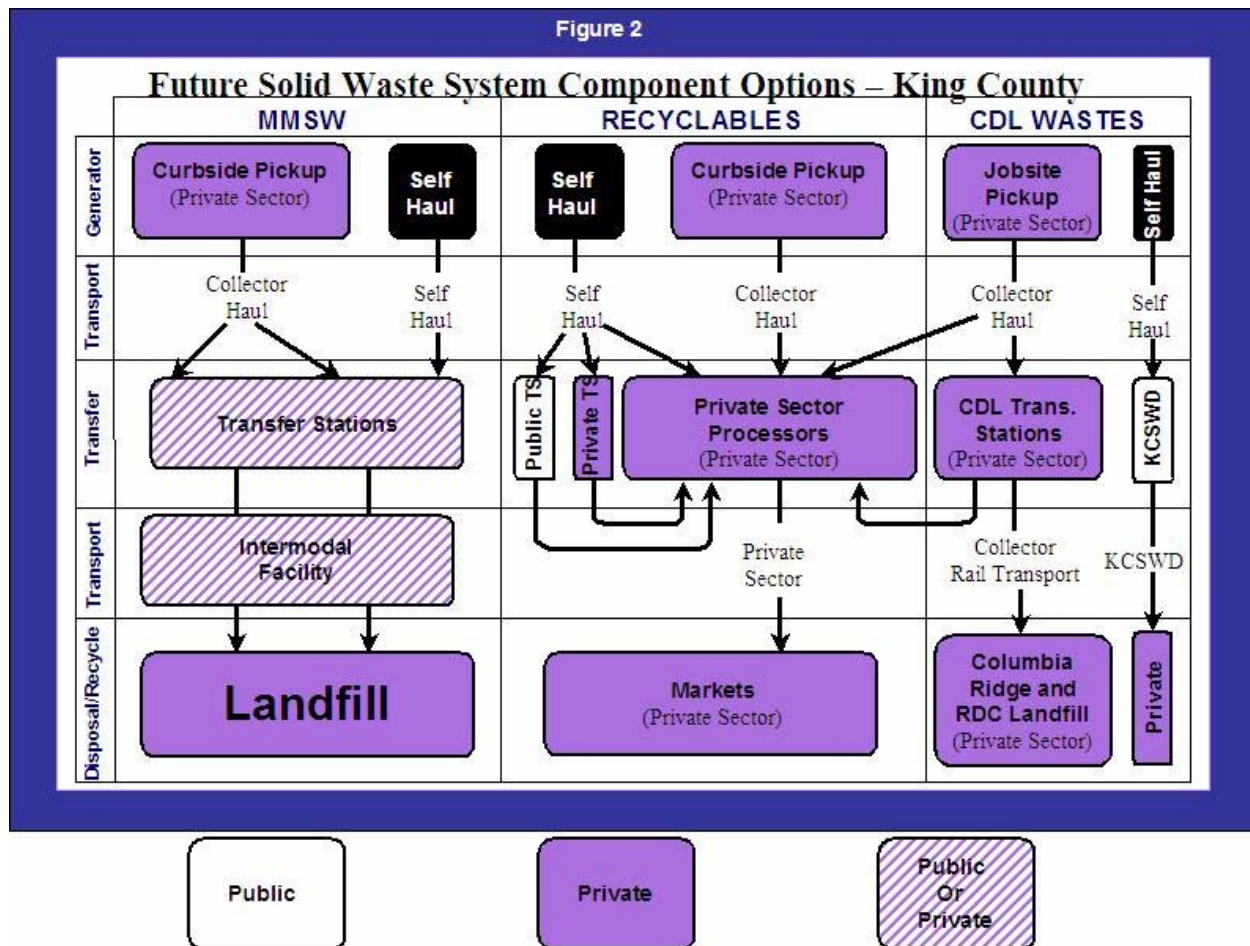 Figure 2
Future Solid Waste System Component Options – King County
MMSW
RECYCLABLES
CDL WASTES
Generator
Curbside Pickup
(Private Sector)
Self
Haul
Self
Haul
Curbside Pickup
(Private Sector)
Jobsite
Pickup
(Private Sector)
Self Haul
Transport
Collector
Haul
Self
Haul
Self
Haul
Collector
Haul
Collector
Haul
Self
Haul
Transfer
Transfer Stations
Public TS
Private TS
Private Sector
Processors
(Private Sector)
CDL Trans.
Stations
(Private Sector)
KCSWD
Transport
Intermodal
Facility
Private
Sector
Collector
Rail Transport
KCSWD
Disposal/Recycle
Landfill
Markets
(Private Sector)
Columbia
Ridge and
RDC Landfill
(Private Sector)
Private
Public
Private
Public
Or
Private